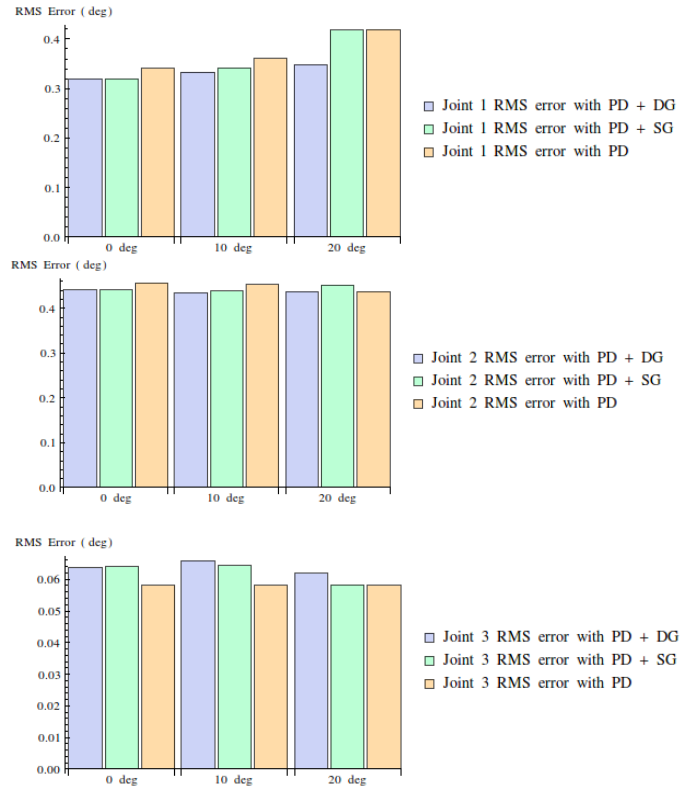 RMS Error ( deg)
0.4
0.3
0.2
0.1
0.0
0 deg
10 deg
20 deg
Joint 1 RMS error with PD + DG
Joint 1 RMS error with PD + SG
Joint 1 RMS error with PD
RMS Error ( deg)
0.4
0.3
0.2
0.1
0.0
0 deg
10 deg
20 deg
Joint 2 RMS error with PD + DG
Joint 2 RMS error with PD + SG
Joint 2 RMS error with PD
RMS Error ( deg)
0.06
0.05
0.04
0.03
0.02
0.01
0.00
0 deg
10 deg
20 deg
Joint 3 RMS error with PD + DG
Joint 3 RMS error with PD + SG
Joint 3 RMS error with PD